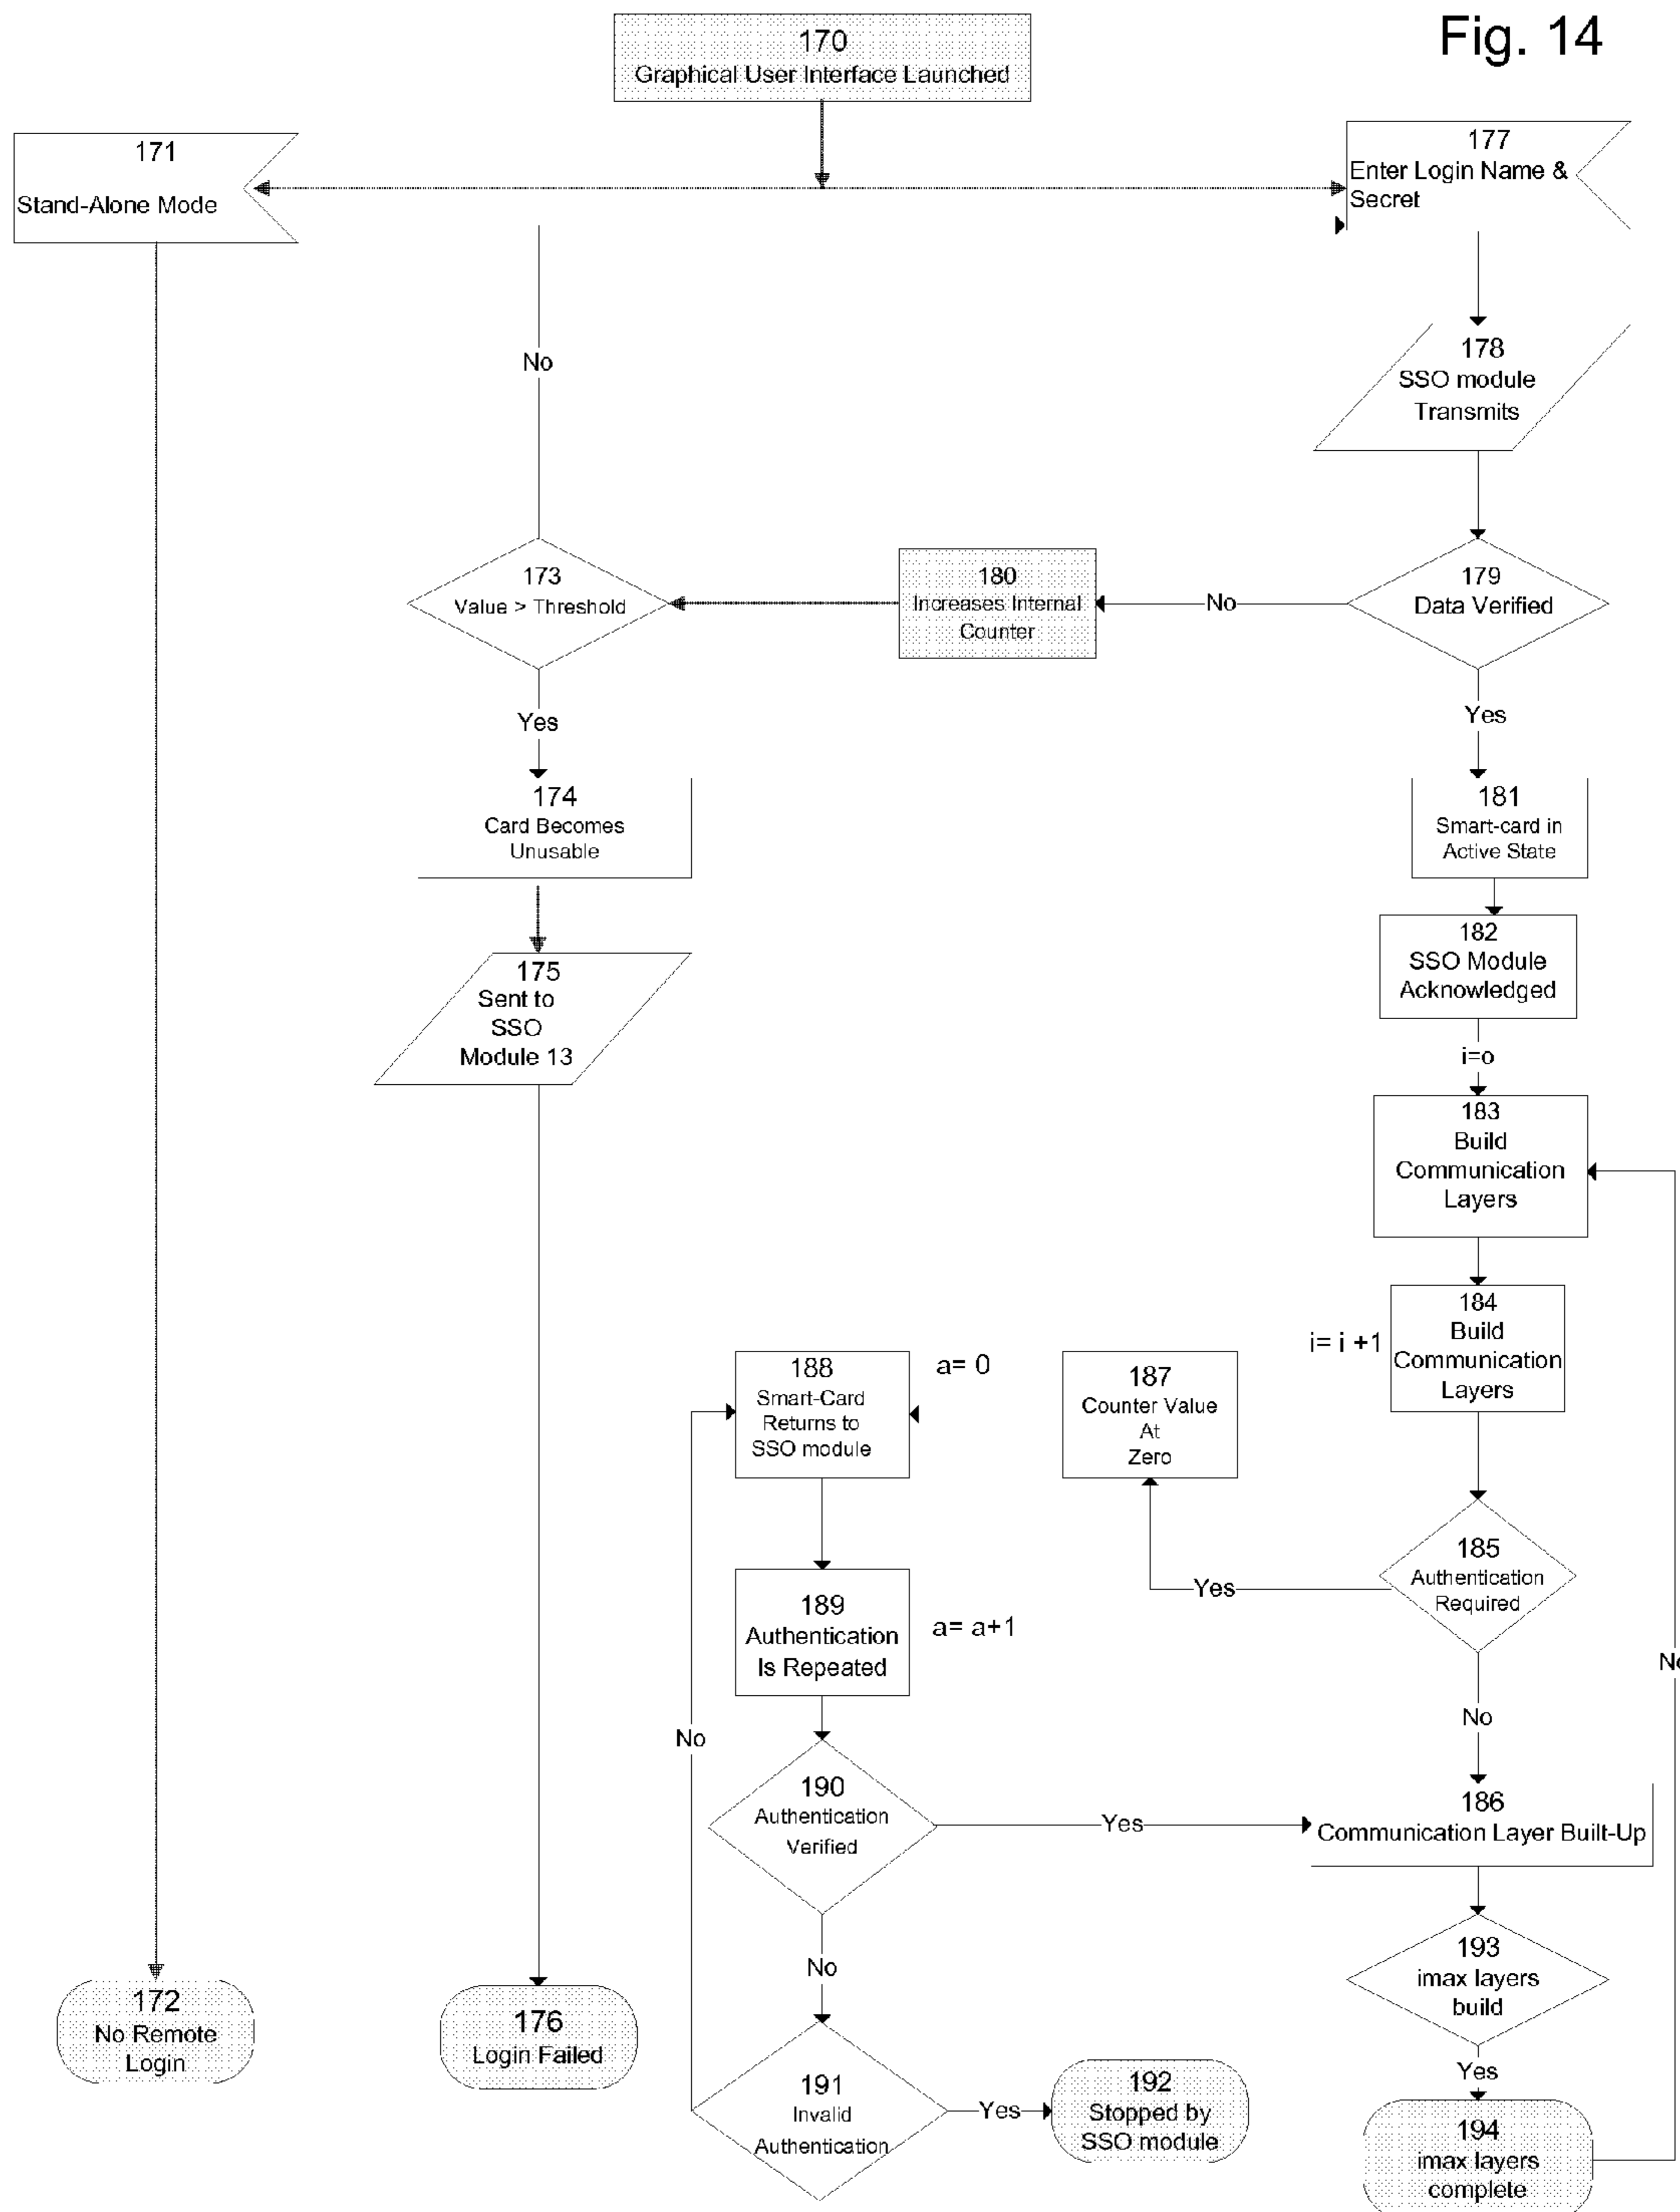 Fig. 14
170
Graphical User Interface Launched
171
Stand-Alone Mode
177
Enter Login Name &
Secret
No
178
SSO module
Transmits
173
Value > Threshold
180
Increases Internal
Counter
No
179
Data Verified
Yes
Yes
174
Card Becomes
Unusable
181
Smart-card in
Active State
175
Sent to
SSO
Module 13
182
SSO Module
Acknowledged
i=o
183
Build
Communication
Layers
184
Build
Communication
Layers
i= i +1
188
Smart-Card
Returns to
SSO module
a= 0
187
Counter Value
At
Zero
185
Authentication
Required
Yes
189
Authentication
Is Repeated
a= a+1
No
No
No
190
Authentication
Verified
Yes
186
Communication Layer Built-Up
No
193
imax layers
build
172
No Remote
Login
176
Login Failed
191
Invalid
Authentication
Yes
192
Stopped by
SSO module
Yes
194
imax layers
complete